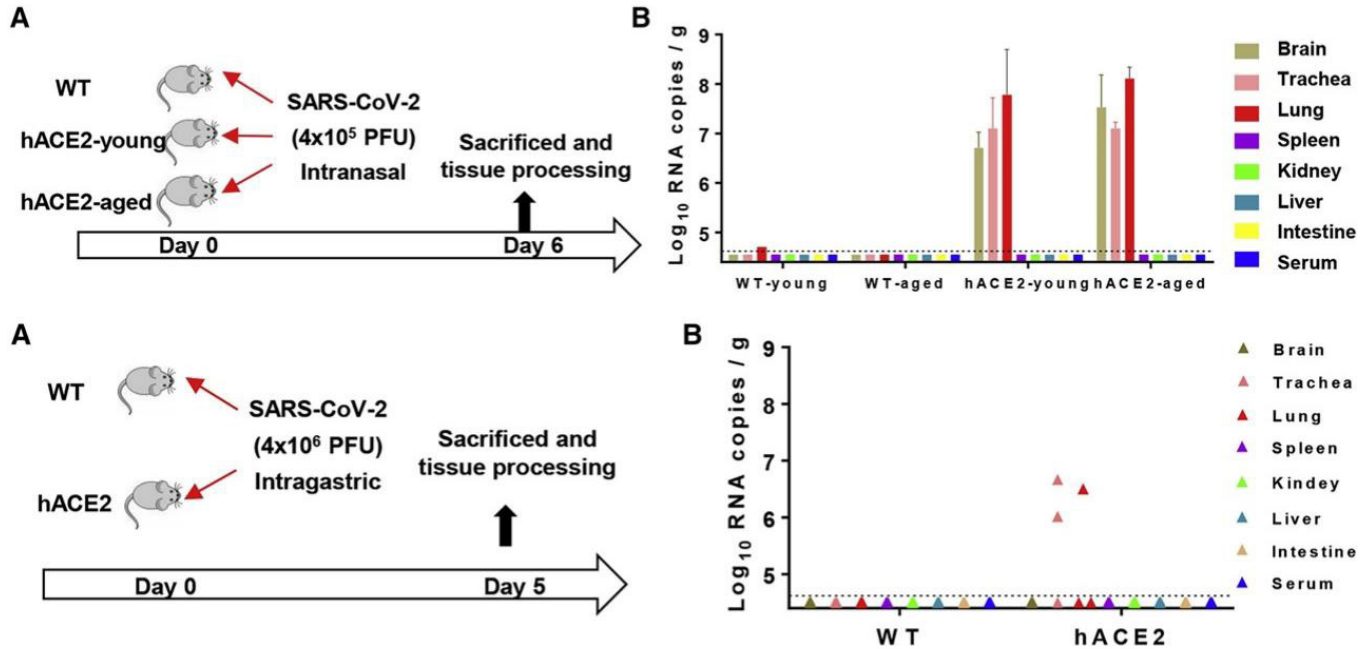 A
WT
hACE2-young
hACE2-aged
SARS-CoV-2
(4x10⁵ PFU)
Intranasal
Sacrificed and
tissue processing
Day 0
Day 6
B
Log₁₀ RNA copies / g
9
8
7
6
5
WT-young
WT-aged
hACE2-young
hACE2-aged
Brain
Trachea
Lung
Spleen
Kidney
Liver
Intestine
Serum
A
WT
hACE2
SARS-CoV-2
(4x10⁶ PFU)
Intragastric
Sacrificed and
tissue processing
Day 0
Day 5
B
Log₁₀ RNA copies / g
9
8
7
6
5
WT
hACE2
Brain
Trachea
Lung
Spleen
Kindey
Liver
Intestine
Serum